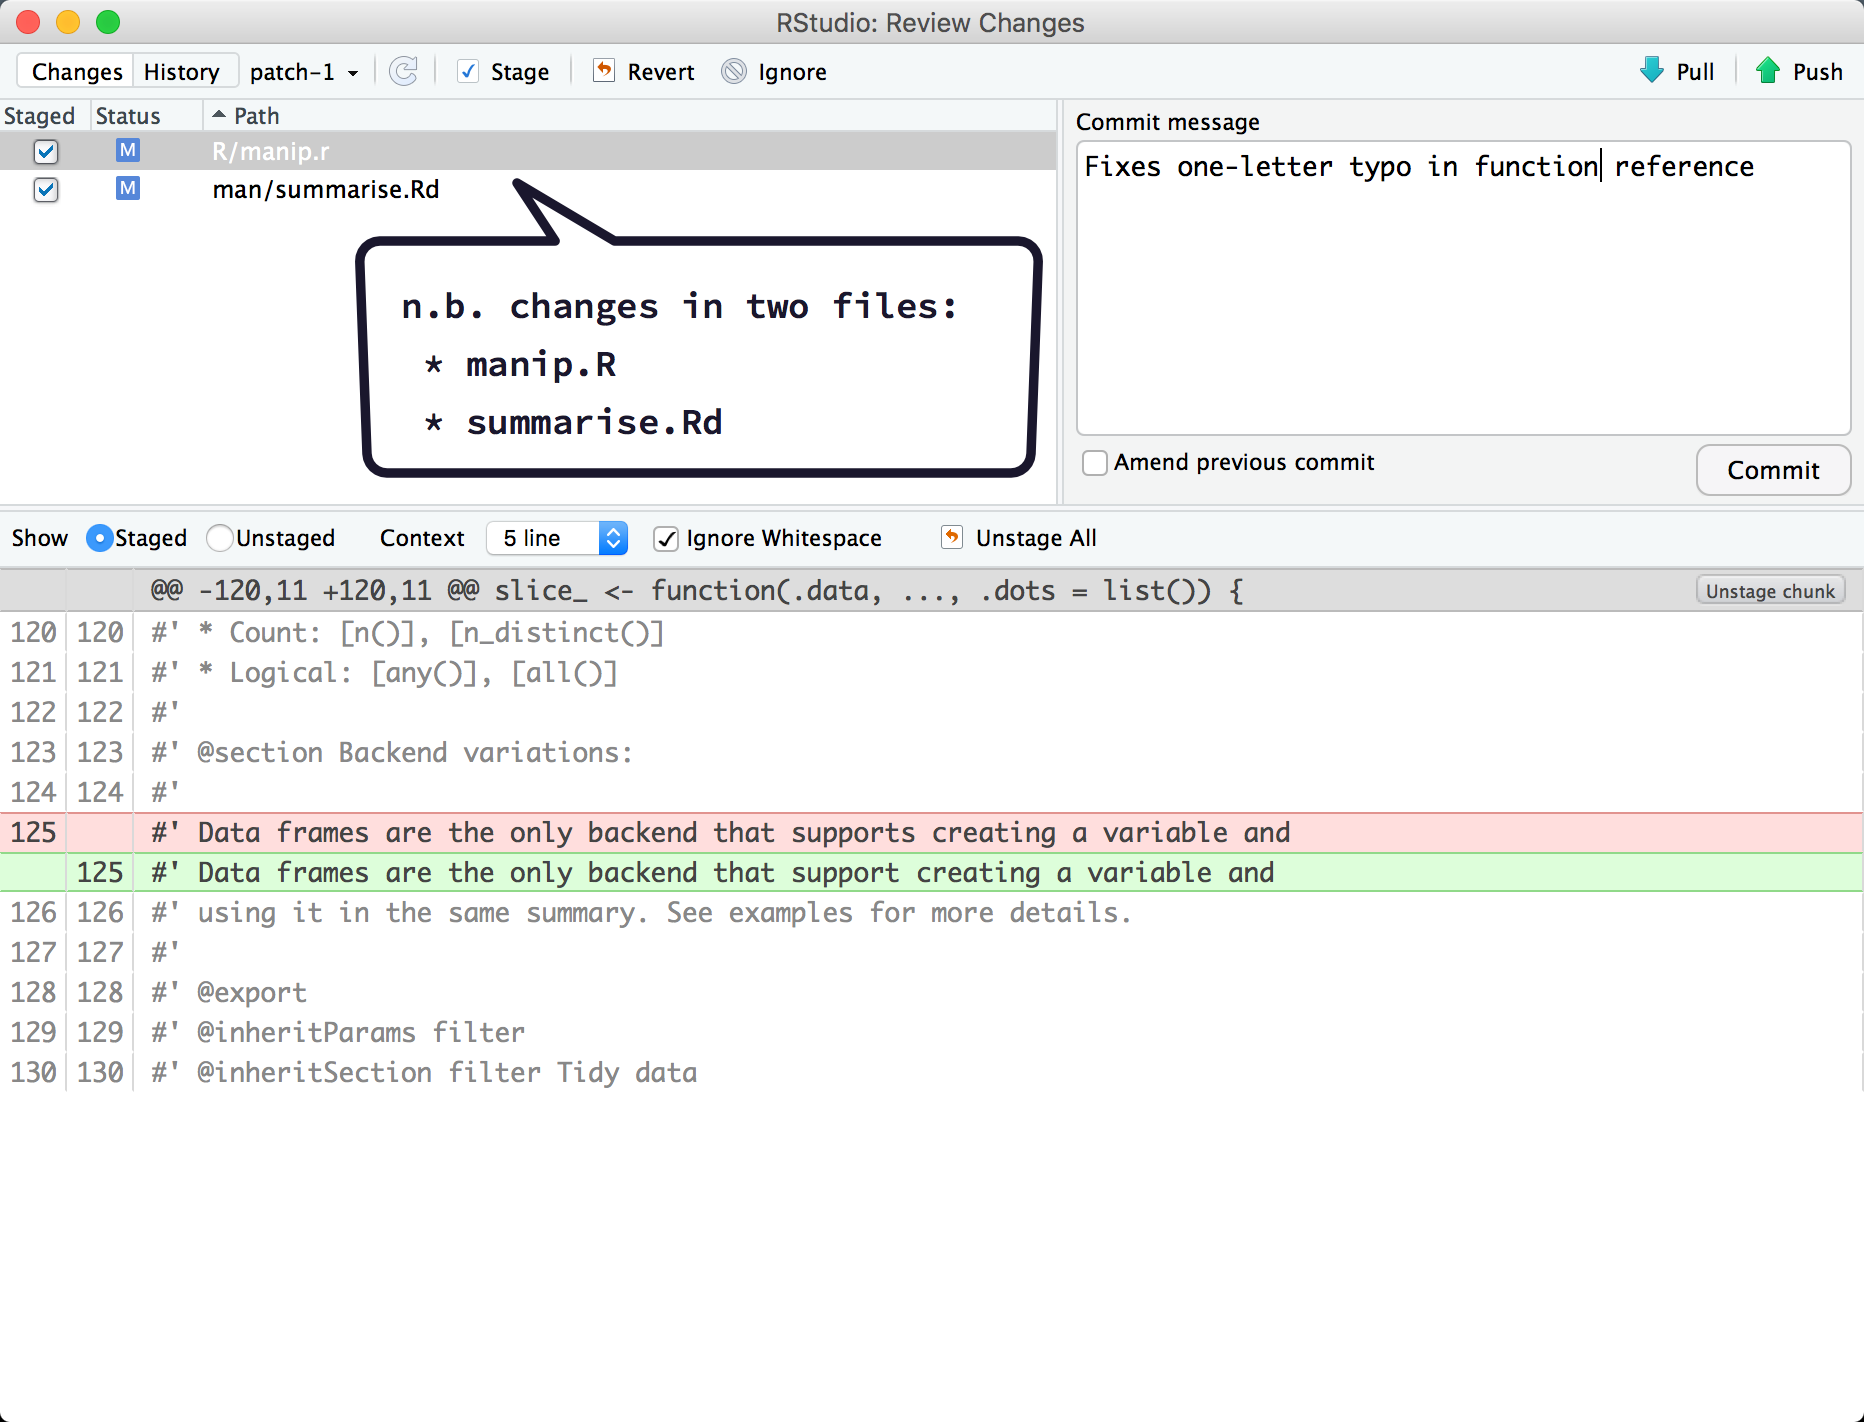 RStudio: Review Changes
Changes History patch-1 Stage Revert Ignore Pull Push
Staged Status Path
M R/manip.r
M man/summarise.Rd
n.b. changes in two files:
* manip.R
* summarise.Rd
Commit message
Fixes one-letter typo in function reference
Amend previous commit Commit
Show Staged Unstaged Context 5 line Ignore Whitespace Unstage All
@@ -120,11 +120,11 @@ slice_ <- function(.data, ..., .dots = list()) { Unstage chunk
120 120 #' * Count: [n()], [n_distinct()]
121 121 #' * Logical: [any()], [all()]
122 122 #'
123 123 #' @section Backend variations:
124 124 #'
125 #' Data frames are the only backend that supports creating a variable and
125 #' Data frames are the only backend that support creating a variable and
126 126 #' using it in the same summary. See examples for more details.
127 127 #'
128 128 #' @export
129 129 #' @inheritParams filter
130 130 #' @inheritSection filter Tidy data